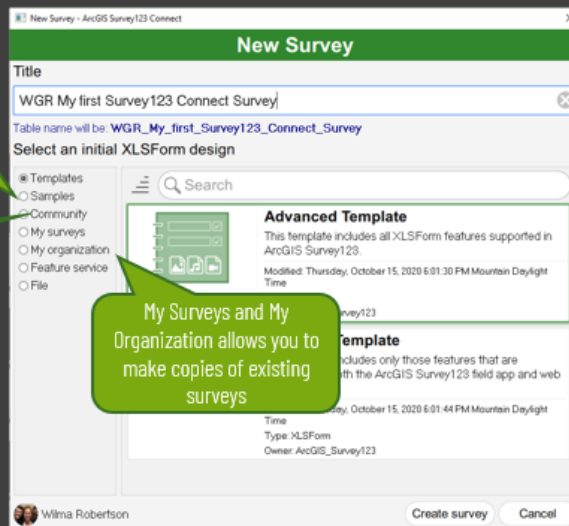 New Survey - ArcGIS Survey123 Connect
New Survey
Title
WGR My first Survey123 Connect Survey
Table name will be: WGR_My_first_Survey123_Connect_Survey
Select an initial XLSForm design
Templates
Samples
Community
My surveys
My organization
Feature service
File
Search
Advanced Template
This template includes all XLSForm features supported in
ArcGIS Survey123.
Modified: Thursday, October 15, 2020 6:01:30 PM Mountain Daylight
Time
My Surveys and My
Organization allows you to
make copies of existing
surveys
Template
includes only those features that are
the ArcGIS Survey123 field app and web
October 15, 2020 6:01:44 PM Mountain Daylight
Time
Type: XLSForm
Owner: ArcGIS_Survey123
Wilma Robertson
Create survey
Cancel